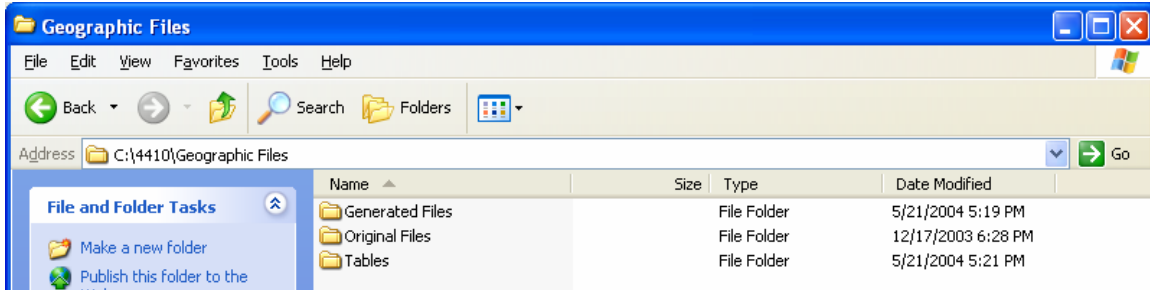 Geographic Files
File Edit View Favorites Tools Help
Back Search Folders
Address C:\4410\Geographic Files Go
Name Size Type Date Modified
File and Folder Tasks
Generated Files File Folder 5/21/2004 5:19 PM
Original Files File Folder 12/17/2003 6:28 PM
Make a new folder
Tables File Folder 5/21/2004 5:21 PM
Publish this folder to the